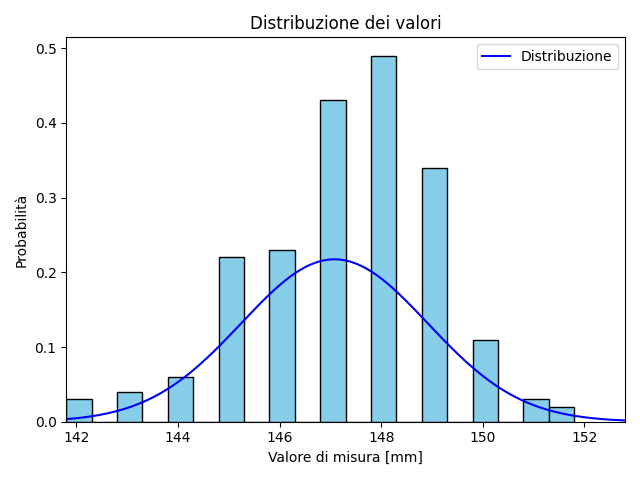 Distribuzione dei valori
Distribuzione
Probabilità
0.5
0.4
0.3
0.2
0.1
0.0
142 144 146 148 150 152
Valore di misura [mm]